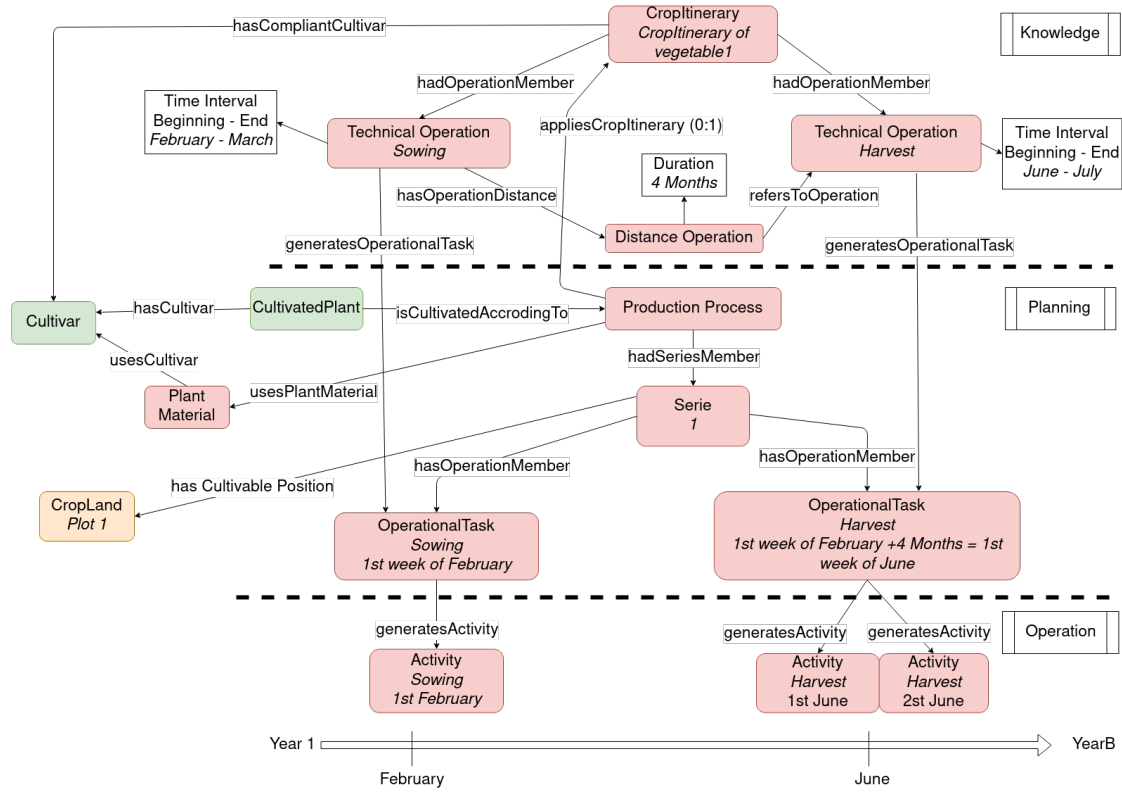 hasCompliantCultivar
CropItinerary
CropItinerary of
vegetable1
Knowledge
hadOperationMember
hadOperationMember
Time Interval
Beginning - End
February - March
Technical Operation
Sowing
appliesCropItinerary (0:1)
Technical Operation
Harvest
Time Interval
Beginning - End
June - July
Duration
4 Months
hasOperationDistance
refersToOperation
Distance Operation
generatesOperationalTask
generatesOperationalTask
Cultivar
hasCultivar
CultivatedPlant
isCultivatedAccrodingTo
Production Process
Planning
usesCultivar
hadSeriesMember
Plant
Material
usesPlantMaterial
Serie
1
hasOperationMember
hasOperationMember
has Cultivable Position
CropLand
Plot 1
OperationalTask
Sowing
1st week of February
OperationalTask
Harvest
1st week of February +4 Months = 1st
week of June
generatesActivity
generatesActivity
generatesActivity
Operation
Activity
Sowing
1st February
Activity
Harvest
1st June
Activity
Harvest
2st June
Year 1
YearB
February
June